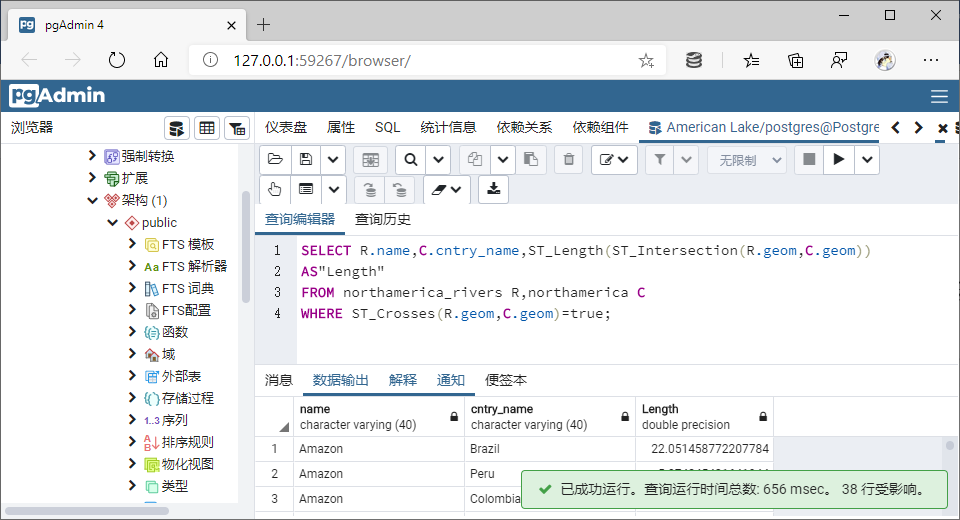 pgAdmin 4
127.0.0.1:59267/browser/
pgAdmin
浏览器
仪表盘 属性 SQL 统计信息 依赖关系 依赖组件 American Lake/postgres@Postgre
强制转换
扩展
架构 (1)
public
FTS 模板
FTS 解析器
FTS 词典
FTS配置
函数
域
外部表
存储过程
1..3 序列
排序规则
物化视图
类型
无限制
查询编辑器 查询历史
1 SELECT R.name,C.cntry_name,ST_Length(ST_Intersection(R.geom,C.geom))
2 AS"Length"
3 FROM northamerica_rivers R,northamerica C
4 WHERE ST_Crosses(R.geom,C.geom)=true;
消息 数据输出 解释 通知 便签本
name cntry_name Length
character varying (40) character varying (40) double precision
1 Amazon Brazil 22.051458772207784
2 Amazon Peru
3 Amazon Colombia
已成功运行。查询运行时间总数: 656 msec。 38 行受影响。